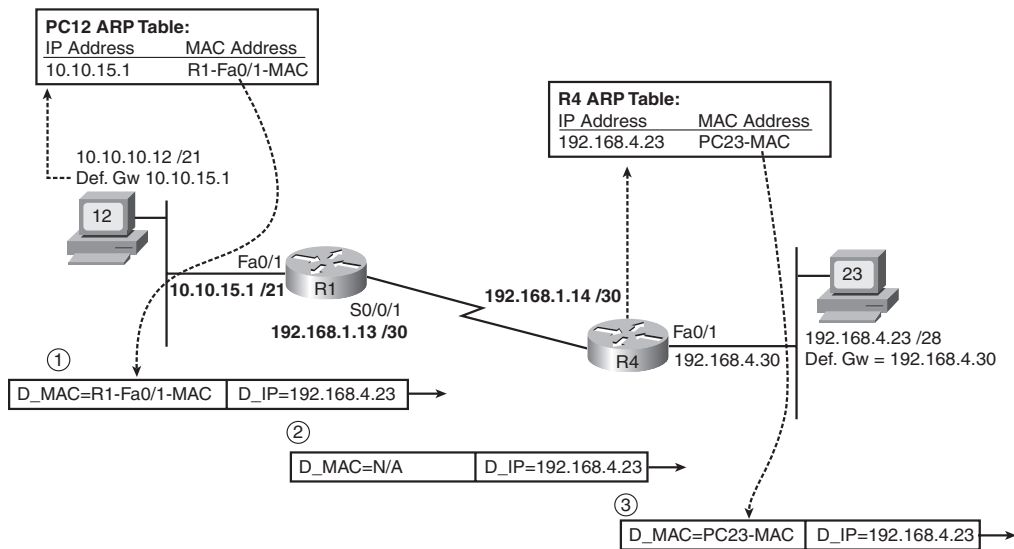 PC12 ARP Table:
IP Address MAC Address
10.10.15.1 R1-Fa0/1-MAC
R4 ARP Table:
IP Address MAC Address
192.168.4.23 PC23-MAC
10.10.10.12 /21
Def. Gw 10.10.15.1
12
Fa0/1
10.10.15.1 /21
R1
S0/0/1
192.168.1.13 /30
192.168.1.14 /30
R4
Fa0/1
192.168.4.30
23
192.168.4.23 /28
Def. Gw = 192.168.4.30
1
D_MAC=R1-Fa0/1-MAC D_IP=192.168.4.23
2
D_MAC=N/A D_IP=192.168.4.23
3
D_MAC=PC23-MAC D_IP=192.168.4.23